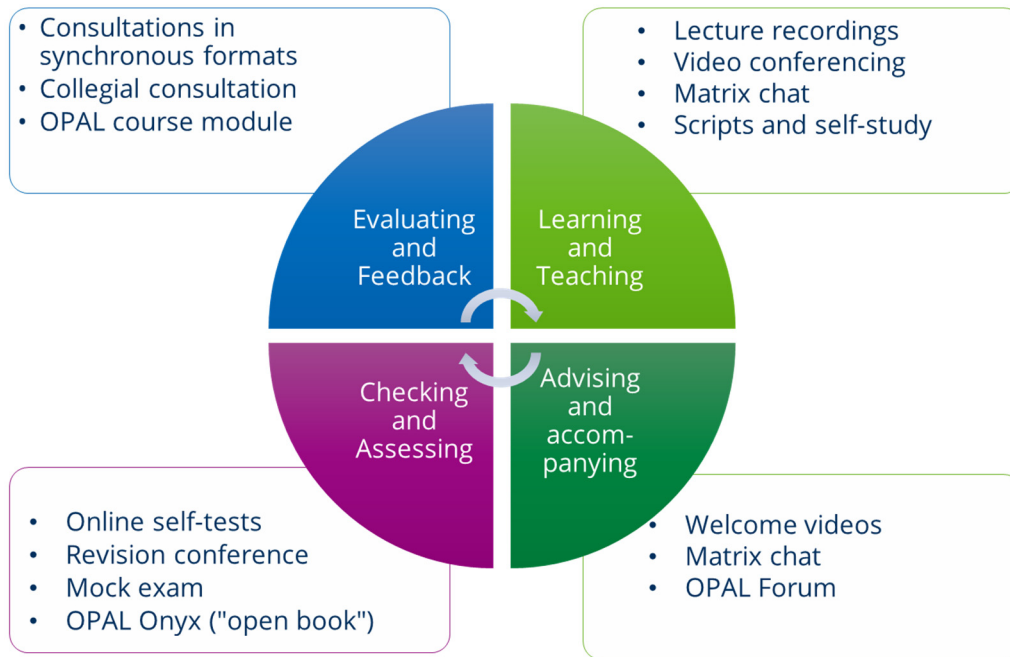 • Consultations in
synchronous formats
• Collegial consultation
• OPAL course module
• Lecture recordings
• Video conferencing
• Matrix chat
• Scripts and self-study
Evaluating
and
Feedback
Learning
and
Teaching
Checking
and
Assessing
Advising
and
accom-
panying
• Online self-tests
• Revision conference
• Mock exam
• OPAL Onyx ("open book")
• Welcome videos
• Matrix chat
• OPAL Forum